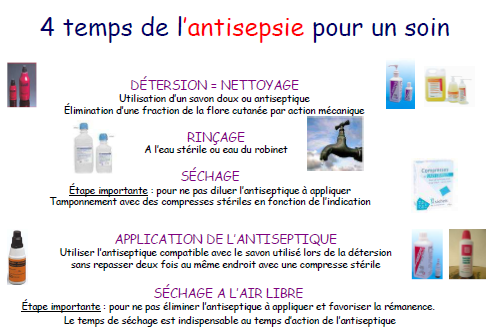 4 temps de l'antisepsie pour un soin
DÉTERSION = NETTOYAGE
Utilisation d'un savon doux ou antiseptique
Élimination d'une fraction de la flore cutanée par action mécanique
RINÇAGE
A l'eau stérile ou eau du robinet
SÉCHAGE
Étape importante : pour ne pas diluer l'antiseptique à appliquer
Tamponnement avec des compresses stériles en fonction de l'indication
Compresses
APPLICATION DE L'ANTISEPTIQUE
Utiliser l'antiseptique compatible avec le savon utilisé lors de la détersion
sans repasser deux fois au même endroit avec une compresse stérile
SÉCHAGE A L'AIR LIBRE
Étape importante : pour ne pas éliminer l'antiseptique à appliquer et favoriser la rémanence.
Le temps de séchage est indispensable au temps d'action de l'antiseptique